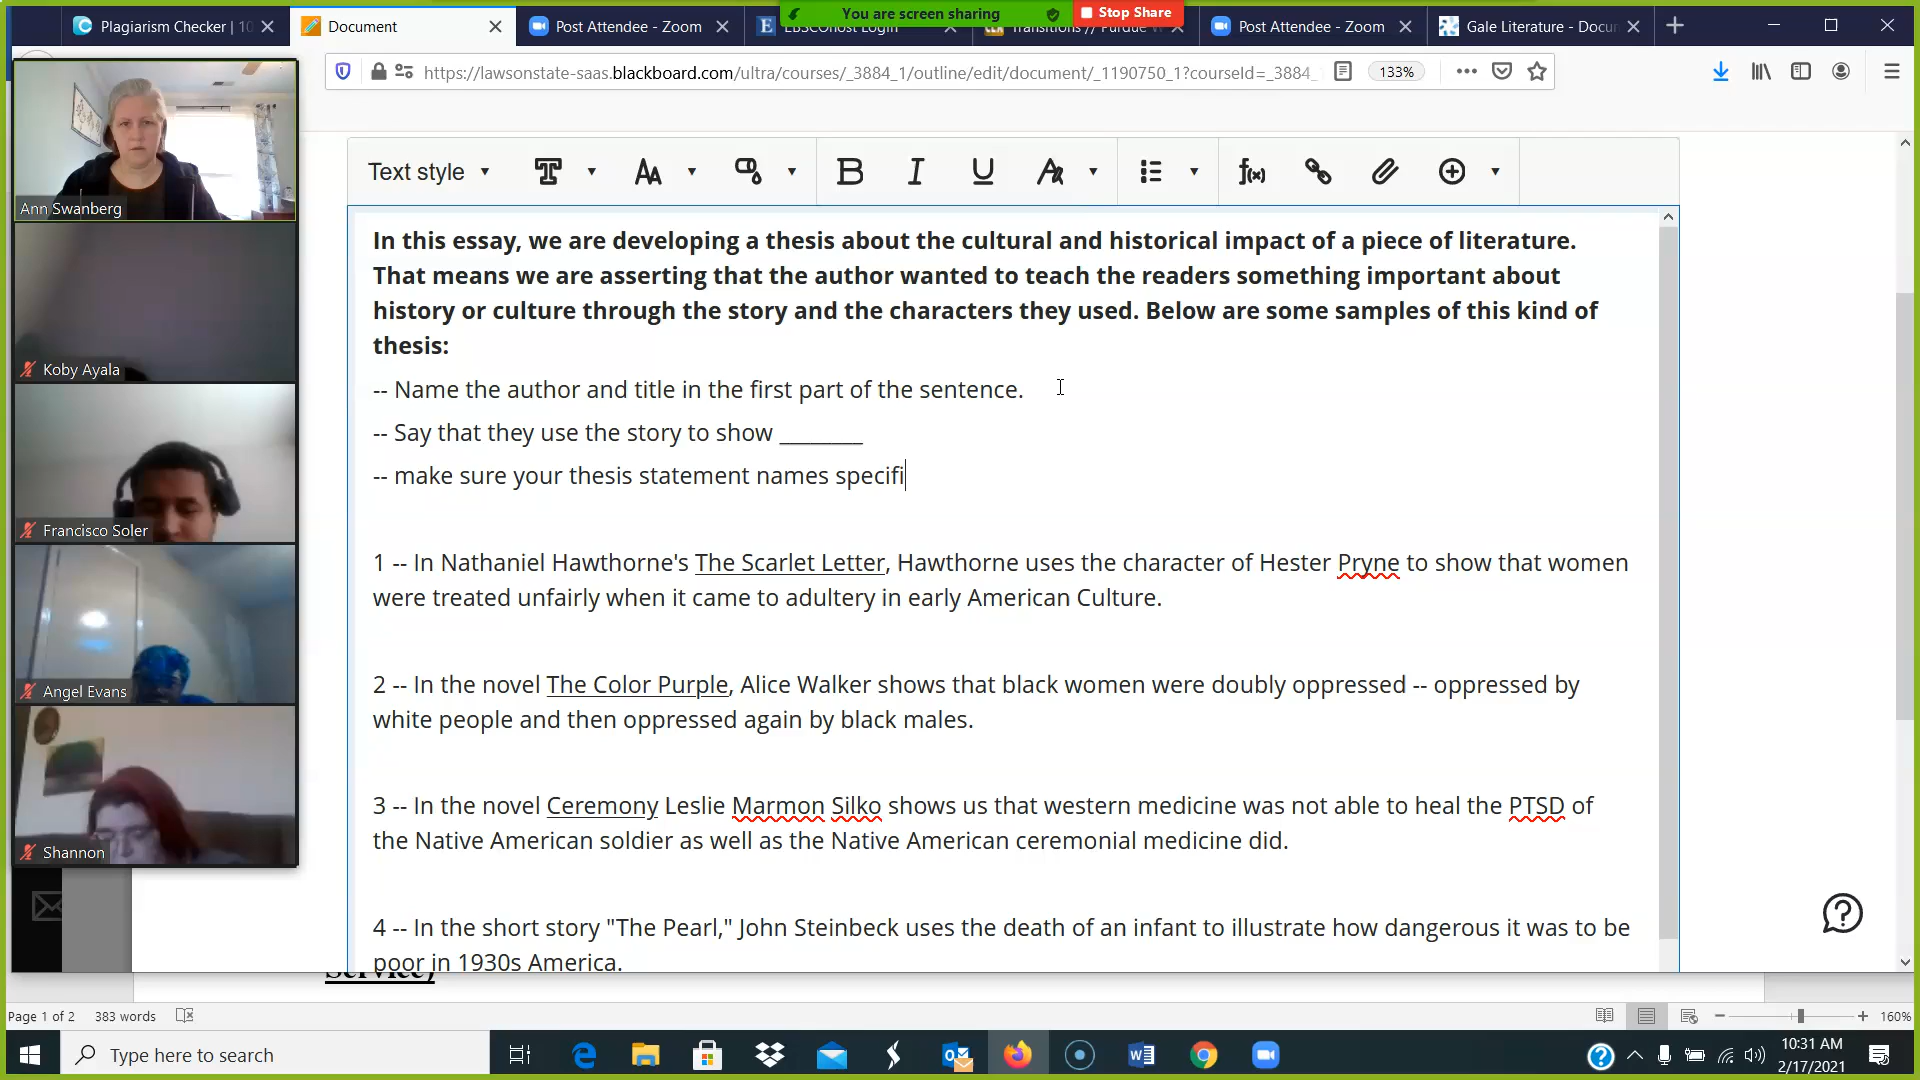 You are screen sharing
Stop Share
Plagiarism Checker | 10
Document
Post Attendee - Zoom
EBSCOhost Login
Transitions // Purdue W
Post Attendee - Zoom
Gale Literature - Docu
https://lawsonstate-saas.blackboard.com/ultra/courses/_3884_1/outline/edit/document/_1190750_1?courseId=_3884_
133%
Text style
In this essay, we are developing a thesis about the cultural and historical impact of a piece of literature.
That means we are asserting that the author wanted to teach the readers something important about
history or culture through the story and the characters they used. Below are some samples of this kind of
thesis:
-- Name the author and title in the first part of the sentence.
-- Say that they use the story to show ________
-- make sure your thesis statement names specifi
1 -- In Nathaniel Hawthorne's The Scarlet Letter, Hawthorne uses the character of Hester Pryne to show that women
were treated unfairly when it came to adultery in early American Culture.
2 -- In the novel The Color Purple, Alice Walker shows that black women were doubly oppressed -- oppressed by
white people and then oppressed again by black males.
3 -- In the novel Ceremony Leslie Marmon Silko shows us that western medicine was not able to heal the PTSD of
the Native American soldier as well as the Native American ceremonial medicine did.
4 -- In the short story "The Pearl," John Steinbeck uses the death of an infant to illustrate how dangerous it was to be
poor in 1930s America.
Ann Swanberg
Koby Ayala
Francisco Soler
Angel Evans
Shannon
Service)
Page 1 of 2
383 words
160%
Type here to search
10:31 AM
2/17/2021